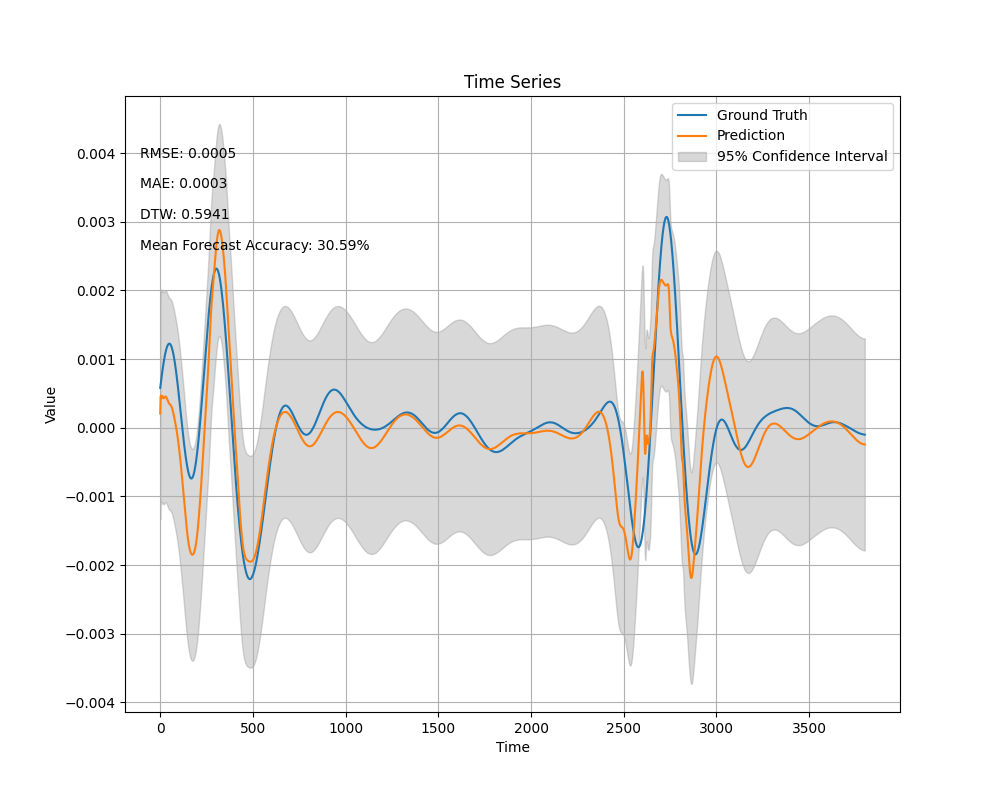 Time Series
Ground Truth
Prediction
95% Confidence Interval
RMSE: 0.0005
MAE: 0.0003
DTW: 0.5941
Mean Forecast Accuracy: 30.59%
0.004
0.003
0.002
0.001
0.000
−0.001
−0.002
−0.003
−0.004
Value
0 500 1000 1500 2000 2500 3000 3500
Time